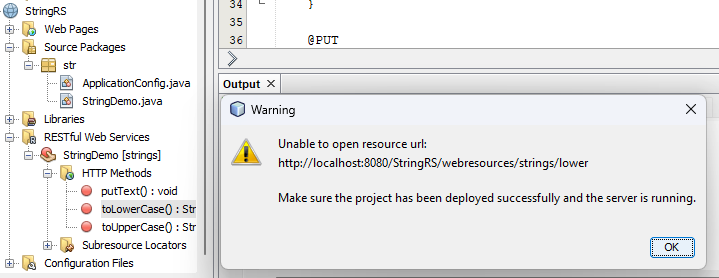 StringRS
Web Pages
Source Packages
str
ApplicationConfig.java
StringDemo.java
Libraries
RESTful Web Services
StringDemo [strings]
HTTP Methods
putText() : void
toLowerCase() : Str
toUpperCase() : Str
Subresource Locators
Configuration Files
34 }
35
36 @PUT
Output
Warning
Unable to open resource url:
http://localhost:8080/StringRS/webresources/strings/lower
Make sure the project has been deployed successfully and the server is running.
OK